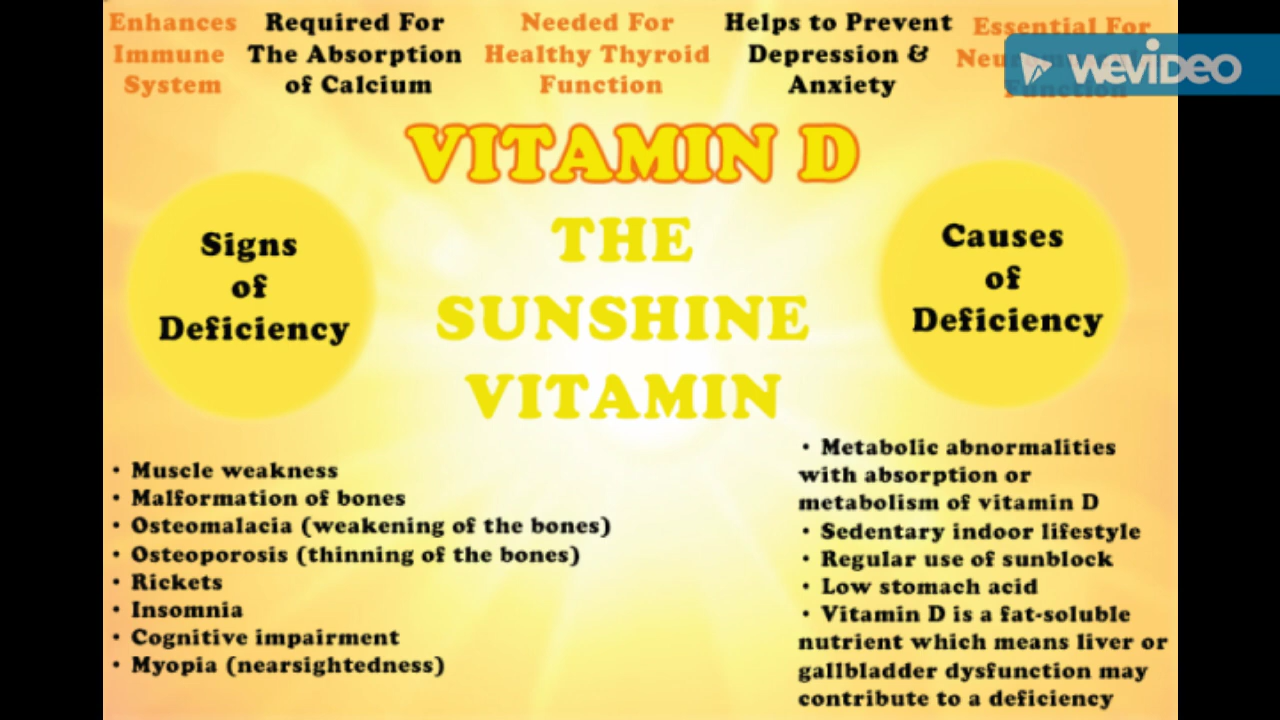 Enhances
Immune
System
Required For
The Absorption
of Calcium
Needed For
Healthy Thyroid
Function
Helps to Prevent
Depression &
Anxiety
Essential For
Function
WEVIDEO
VITAMIN D
THE
SUNSHINE
VITAMIN
Signs
of
Deficiency
• Muscle weakness
• Malformation of bones
• Osteomalacia (weakening of the bones)
• Osteoporosis (thinning of the bones)
• Rickets
• Insomnia
• Cognitive impairment
• Myopia (nearsightedness)
Causes
of
Deficiency
• Metabolic abnormalities
with absorption or
metabolism of vitamin D
• Sedentary indoor lifestyle
• Regular use of sunblock
• Low stomach acid
• Vitamin D is a fat-soluble
nutrient which means liver or
gallbladder dysfunction may
contribute to a deficiency